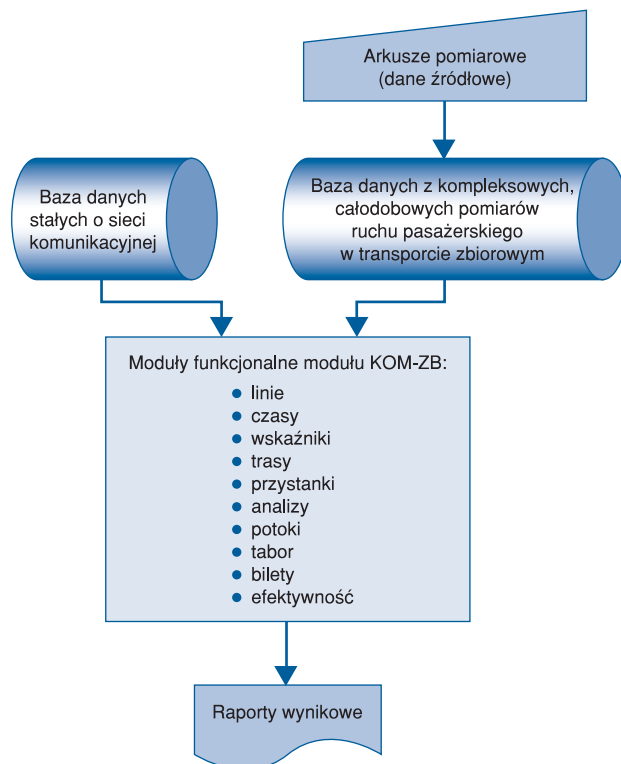 Arkusze pomiarowe
(dane źródłowe)
Baza danych
stałych o sieci
komunikacyjnej
Baza danych z kompleksowych,
całodobowych pomiarów
ruchu pasażerskiego
w transporcie zbiorowym
Moduły funkcjonalne modułu KOM-ZB:
● linie
● czasy
● wskaźniki
● trasy
● przystanki
● analizy
● potoki
● tabor
● bilety
● efektywność
Raporty wynikowe